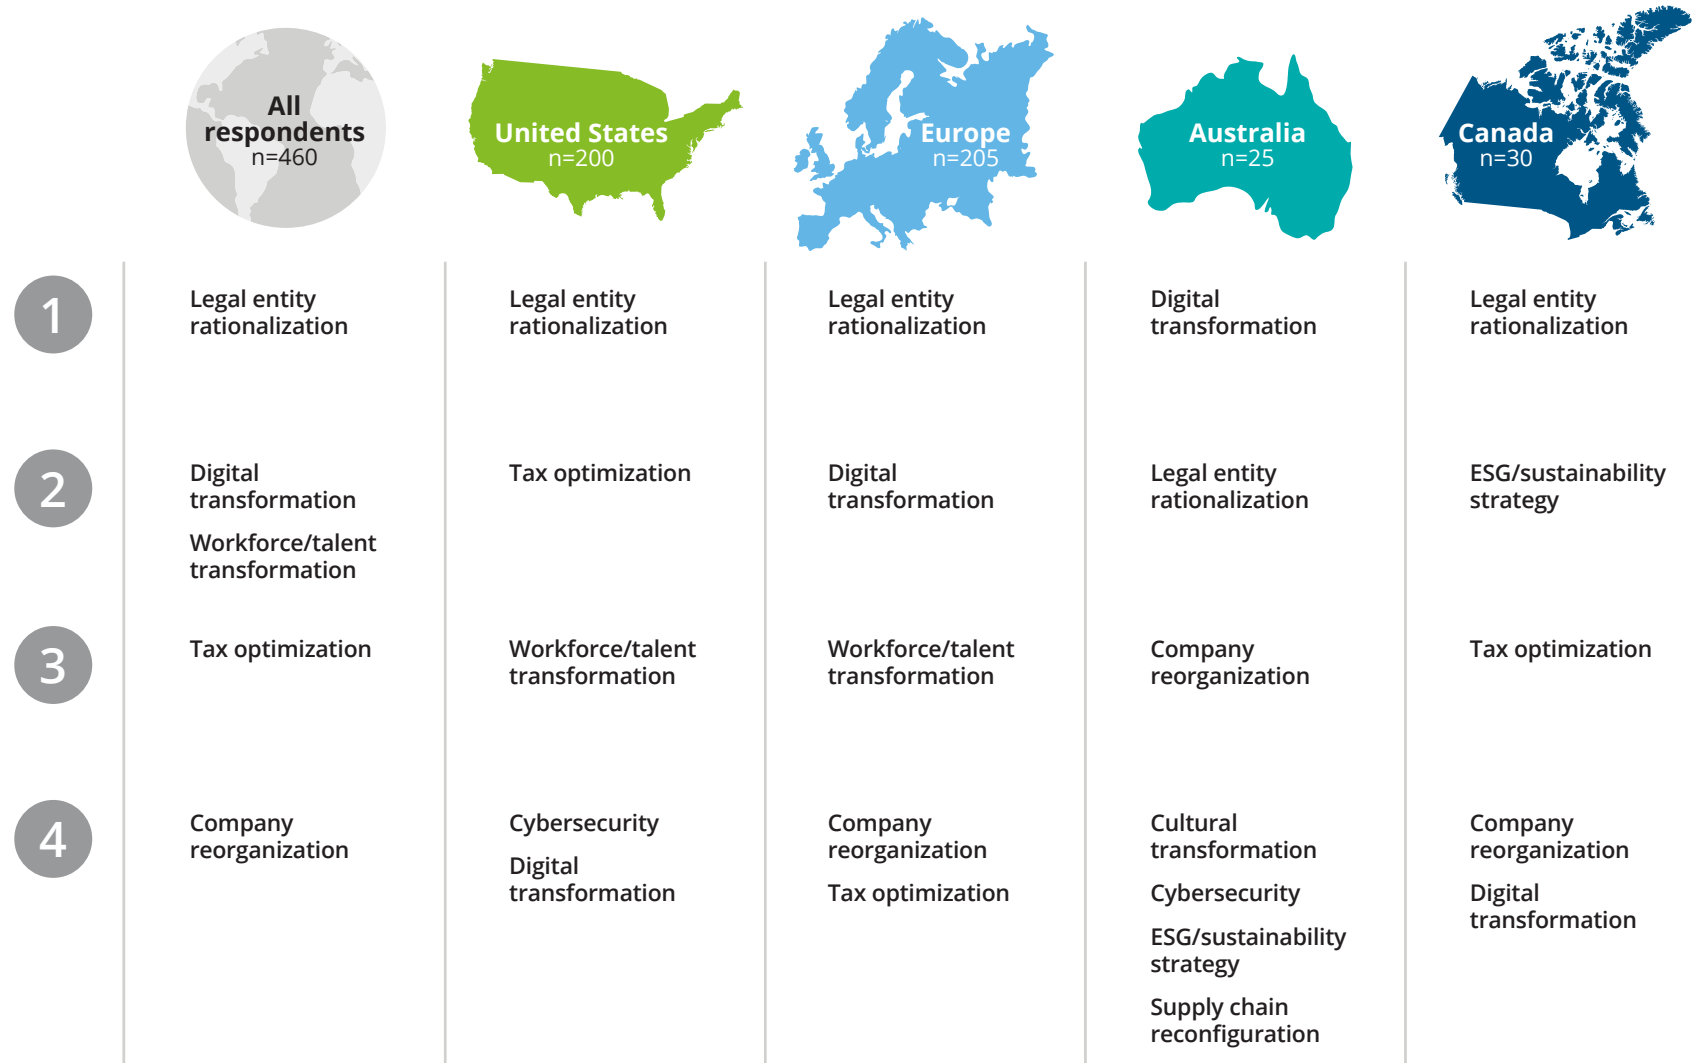 All
respondents
n=460
United States
n=200
Europe
n=205
Australia
n=25
Canada
n=30
1
Legal entity
rationalization
Legal entity
rationalization
Legal entity
rationalization
Digital
transformation
Legal entity
rationalization
2
Digital
transformation
Workforce/talent
transformation
Tax optimization
Digital
transformation
Legal entity
rationalization
ESG/sustainability
strategy
3
Tax optimization
Workforce/talent
transformation
Workforce/talent
transformation
Company
reorganization
Tax optimization
4
Company
reorganization
Cybersecurity
Digital
transformation
Company
reorganization
Tax optimization
Cultural
transformation
Cybersecurity
ESG/sustainability
strategy
Supply chain
reconfiguration
Company
reorganization
Digital
transformation